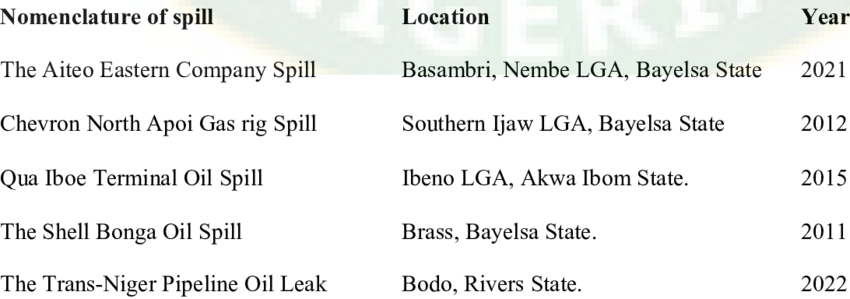 Nomenclature of spill Location Year
The Aiteo Eastern Company Spill Basambri, Nembe LGA, Bayelsa State 2021
Chevron North Apoi Gas rig Spill Southern Ijaw LGA, Bayelsa State 2012
Qua Iboe Terminal Oil Spill Ibeno LGA, Akwa Ibom State. 2015
The Shell Bonga Oil Spill Brass, Bayelsa State. 2011
The Trans-Niger Pipeline Oil Leak Bodo, Rivers State. 2022